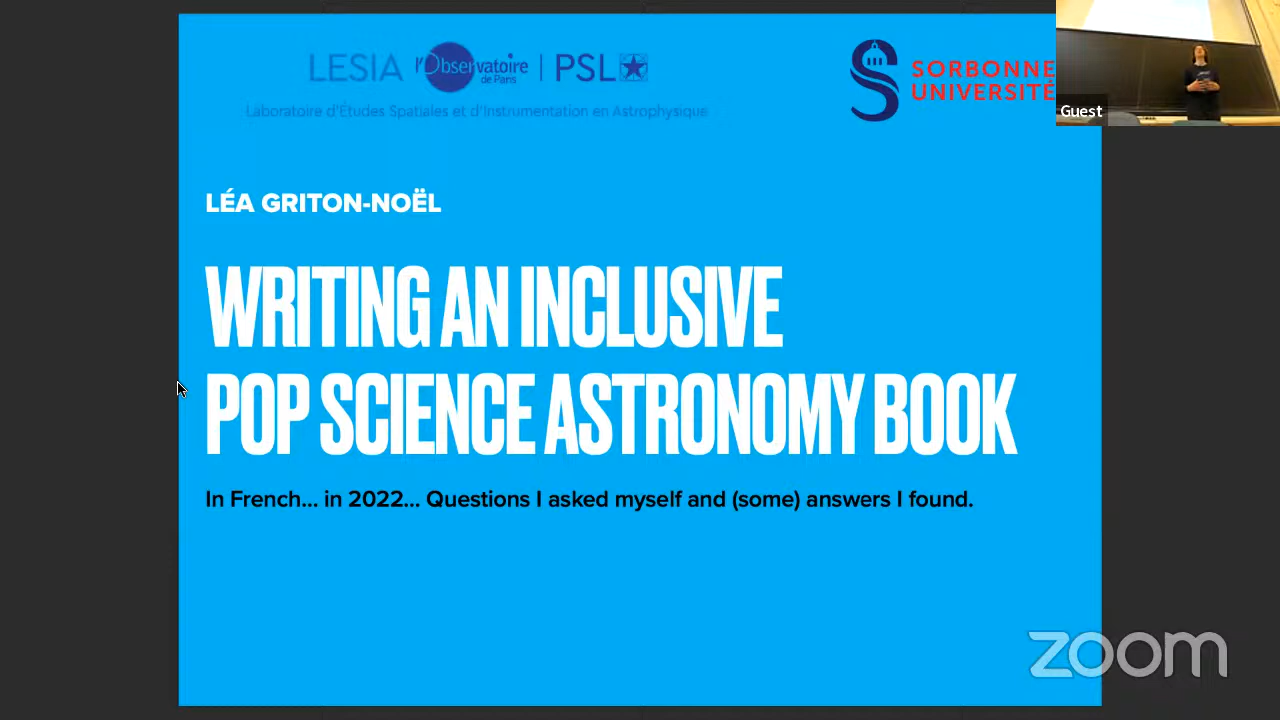 LESIA l'Observatoire de Paris | PSL
SORBONNE
UNIVERSITÉ
Laboratoire d'Études Spatiales et d'Instrumentation en Astrophysique
Guest
LÉA GRITON-NOËL
WRITING AN INCLUSIVE
POP SCIENCE ASTRONOMY BOOK
In French... in 2022... Questions I asked myself and (some) answers I found.
zoom